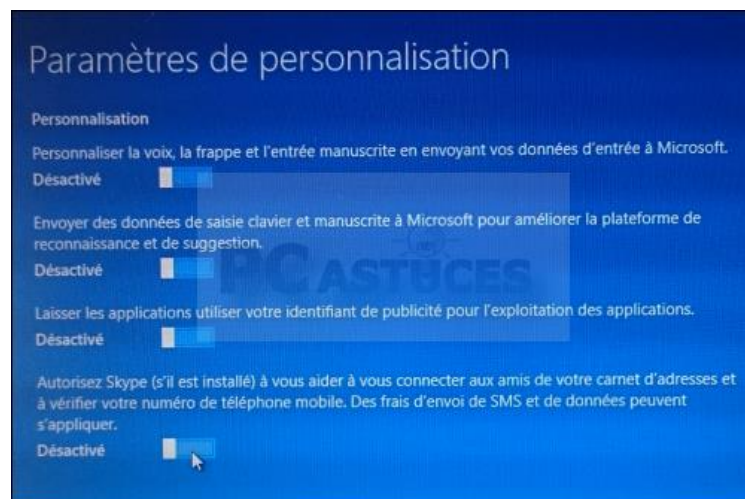 Paramètres de personnalisation
Personnalisation
Personnaliser la voix, la frappe et l'entrée manuscrite en envoyant vos données d'entrée à Microsoft.
Désactivé
Envoyer des données de saisie clavier et manuscrite à Microsoft pour améliorer la plateforme de
reconnaissance et de suggestion.
Désactivé
PC ASTUCES
Laisser les applications utiliser votre identifiant de publicité pour l'exploitation des applications.
Désactivé
Autorisez Skype (s'il est installé) à vous aider à vous connecter aux amis de votre carnet d'adresses et
à vérifier votre numéro de téléphone mobile. Des frais d'envoi de SMS et de données peuvent
s'appliquer.
Désactivé